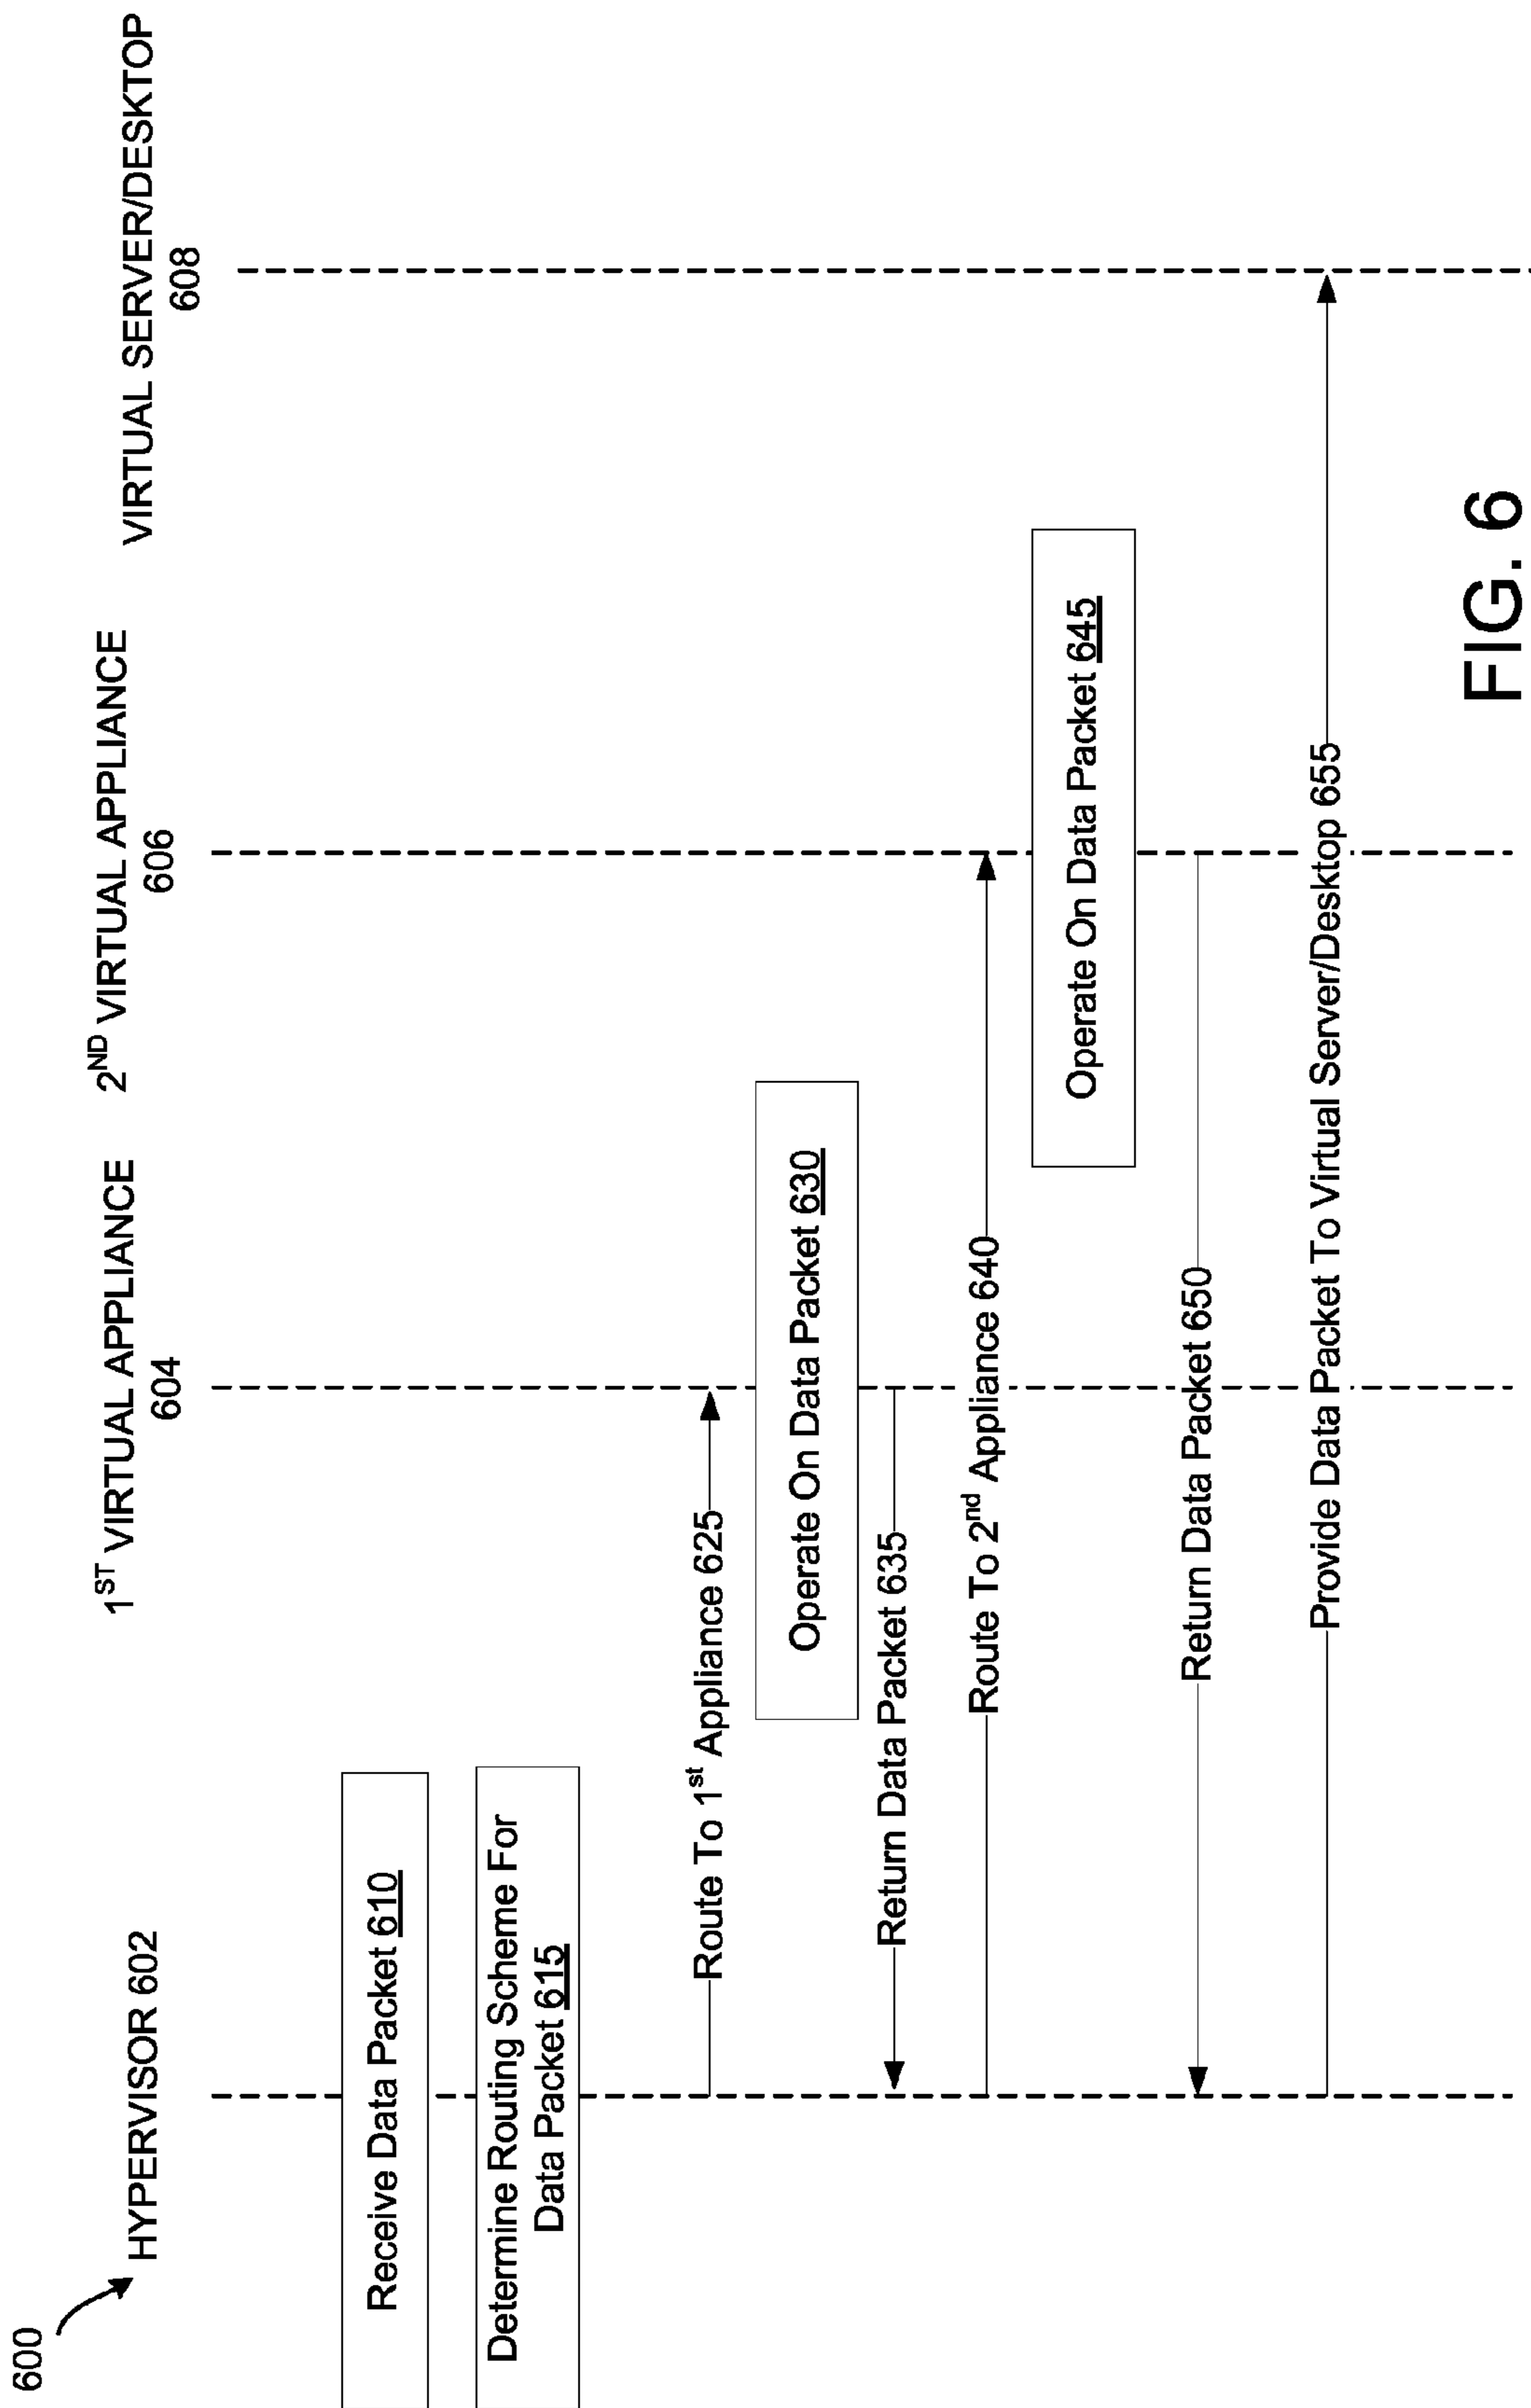 600
HYPERVISOR 602
1ST VIRTUAL APPLIANCE
604
2ND VIRTUAL APPLIANCE
606
VIRTUAL SERVER/DESKTOP
608
Receive Data Packet 610
Determine Routing Scheme For
Data Packet 615
Route To 1st Appliance 625
Operate On Data Packet 630
Return Data Packet 635
Route To 2nd Appliance 640
Operate On Data Packet 645
Return Data Packet 650
Provide Data Packet To Virtual Server/Desktop 655
FIG. 6